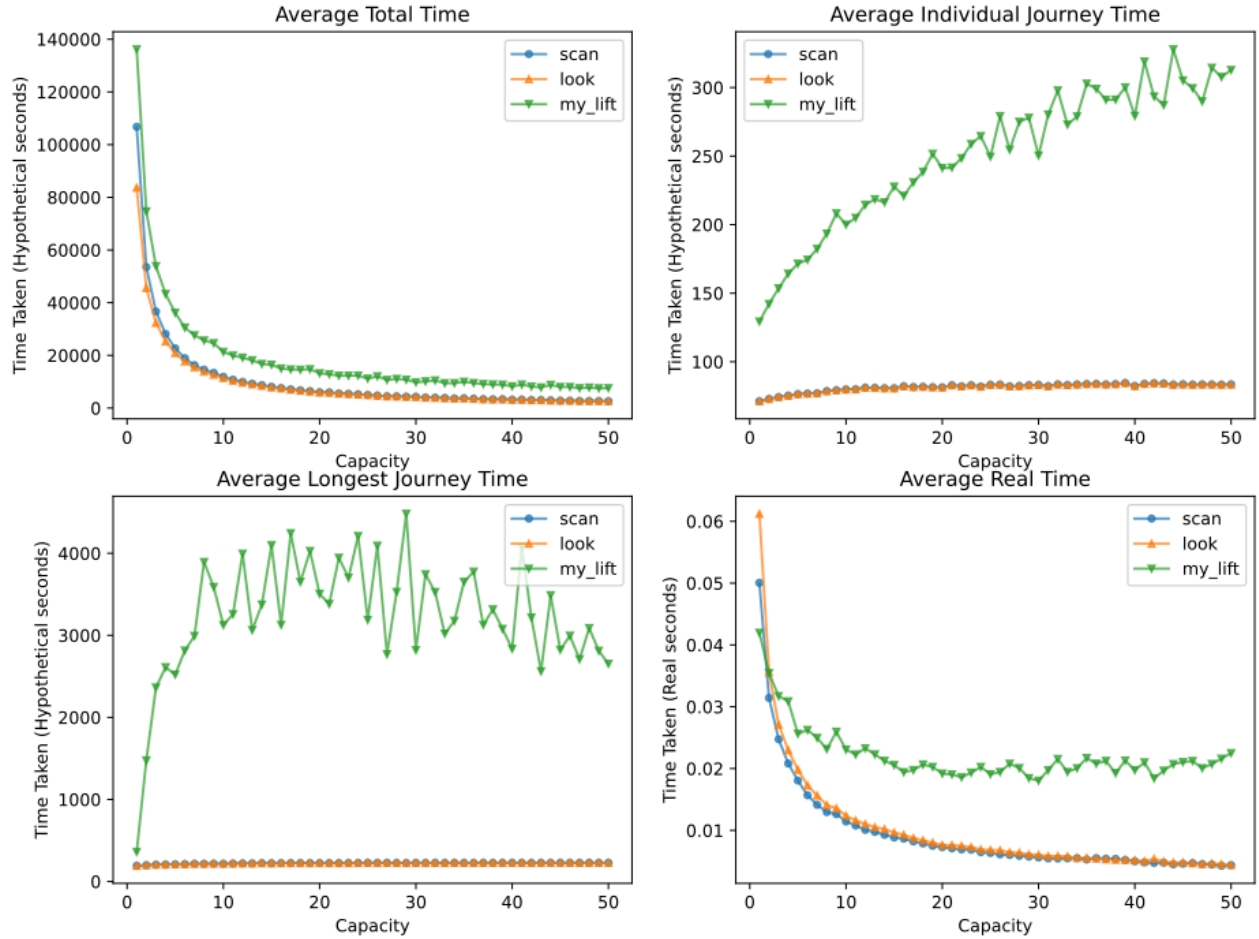 Average Total Time
Time Taken (Hypothetical seconds)
140000
120000
100000
80000
60000
40000
20000
0
scan
look
my_lift
0 10 20 30 40 50
Capacity
Average Individual Journey Time
Time Taken (Hypothetical seconds)
300
250
200
150
100
scan
look
my_lift
0 10 20 30 40 50
Capacity
Average Longest Journey Time
Time Taken (Hypothetical seconds)
4000
3000
2000
1000
0
scan
look
my_lift
0 10 20 30 40 50
Capacity
Average Real Time
Time Taken (Real seconds)
0.06
0.05
0.04
0.03
0.02
0.01
scan
look
my_lift
0 10 20 30 40 50
Capacity